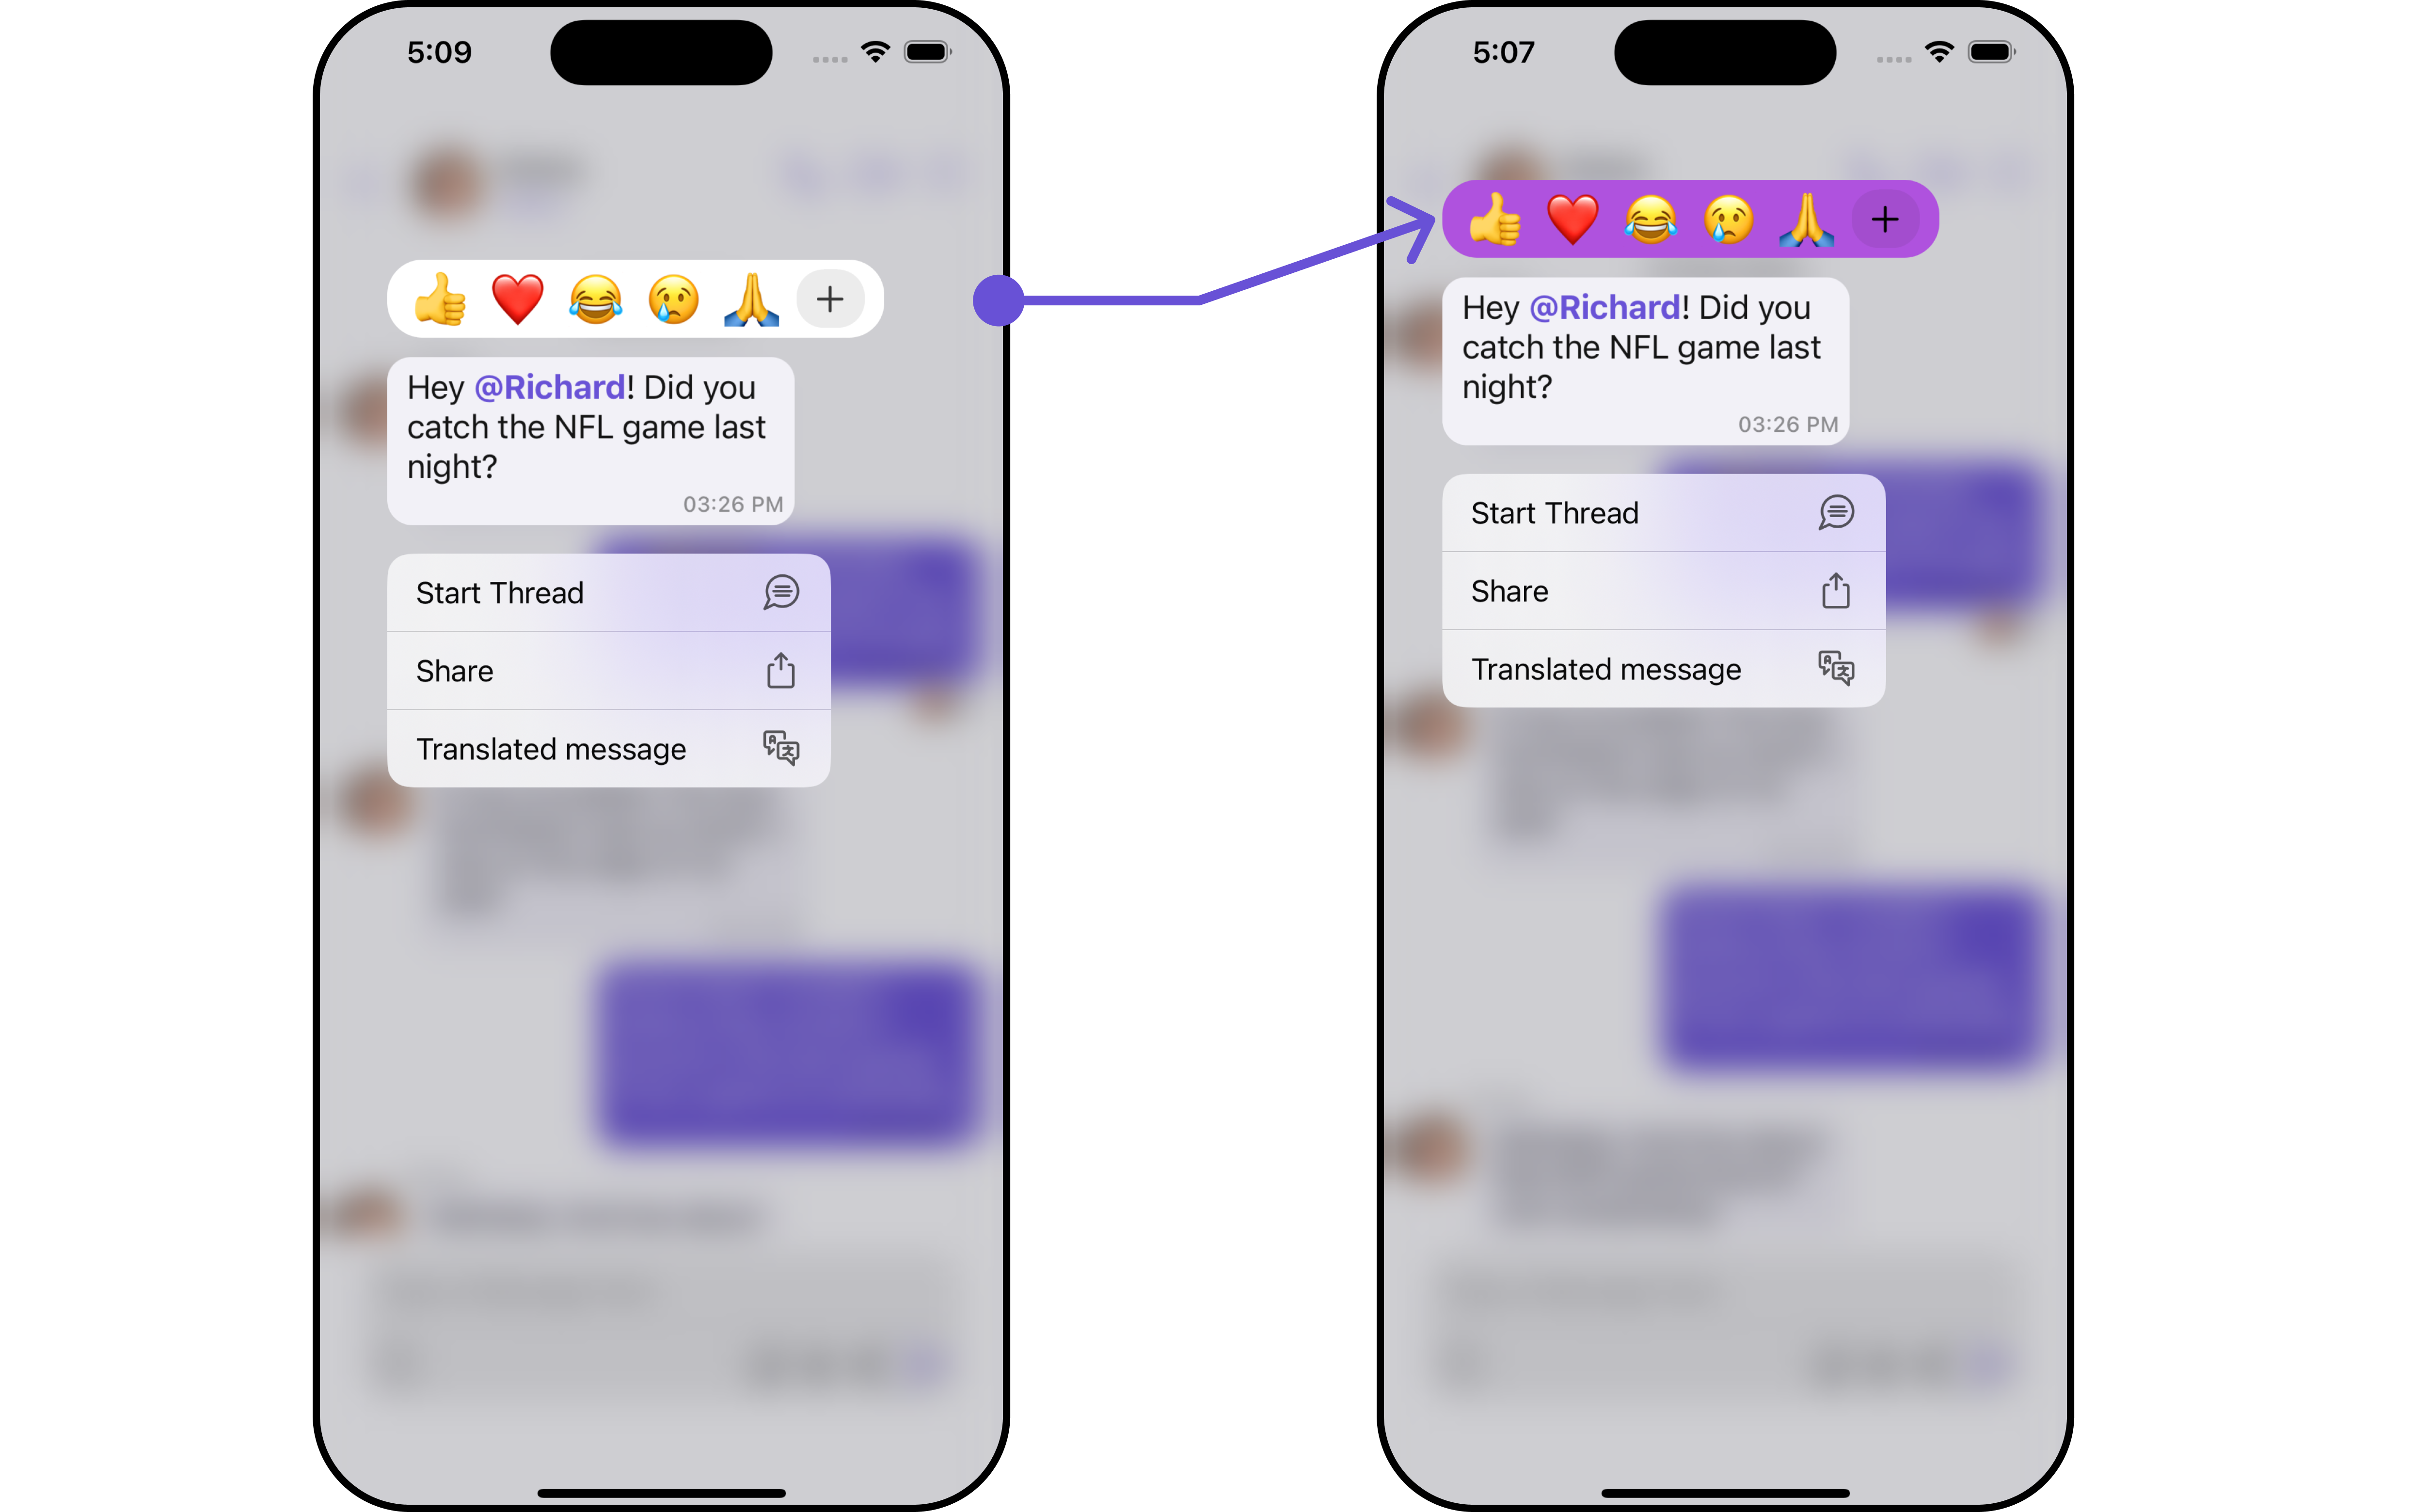 5:09
👍 ❤️ 😂 😢 🙏 +
Hey @Richard! Did you
catch the NFL game last
night?
03:26 PM
Start Thread
Share
Translated message
5:07
👍 ❤️ 😂 😢 🙏 +
Hey @Richard! Did you
catch the NFL game last
night?
03:26 PM
Start Thread
Share
Translated message